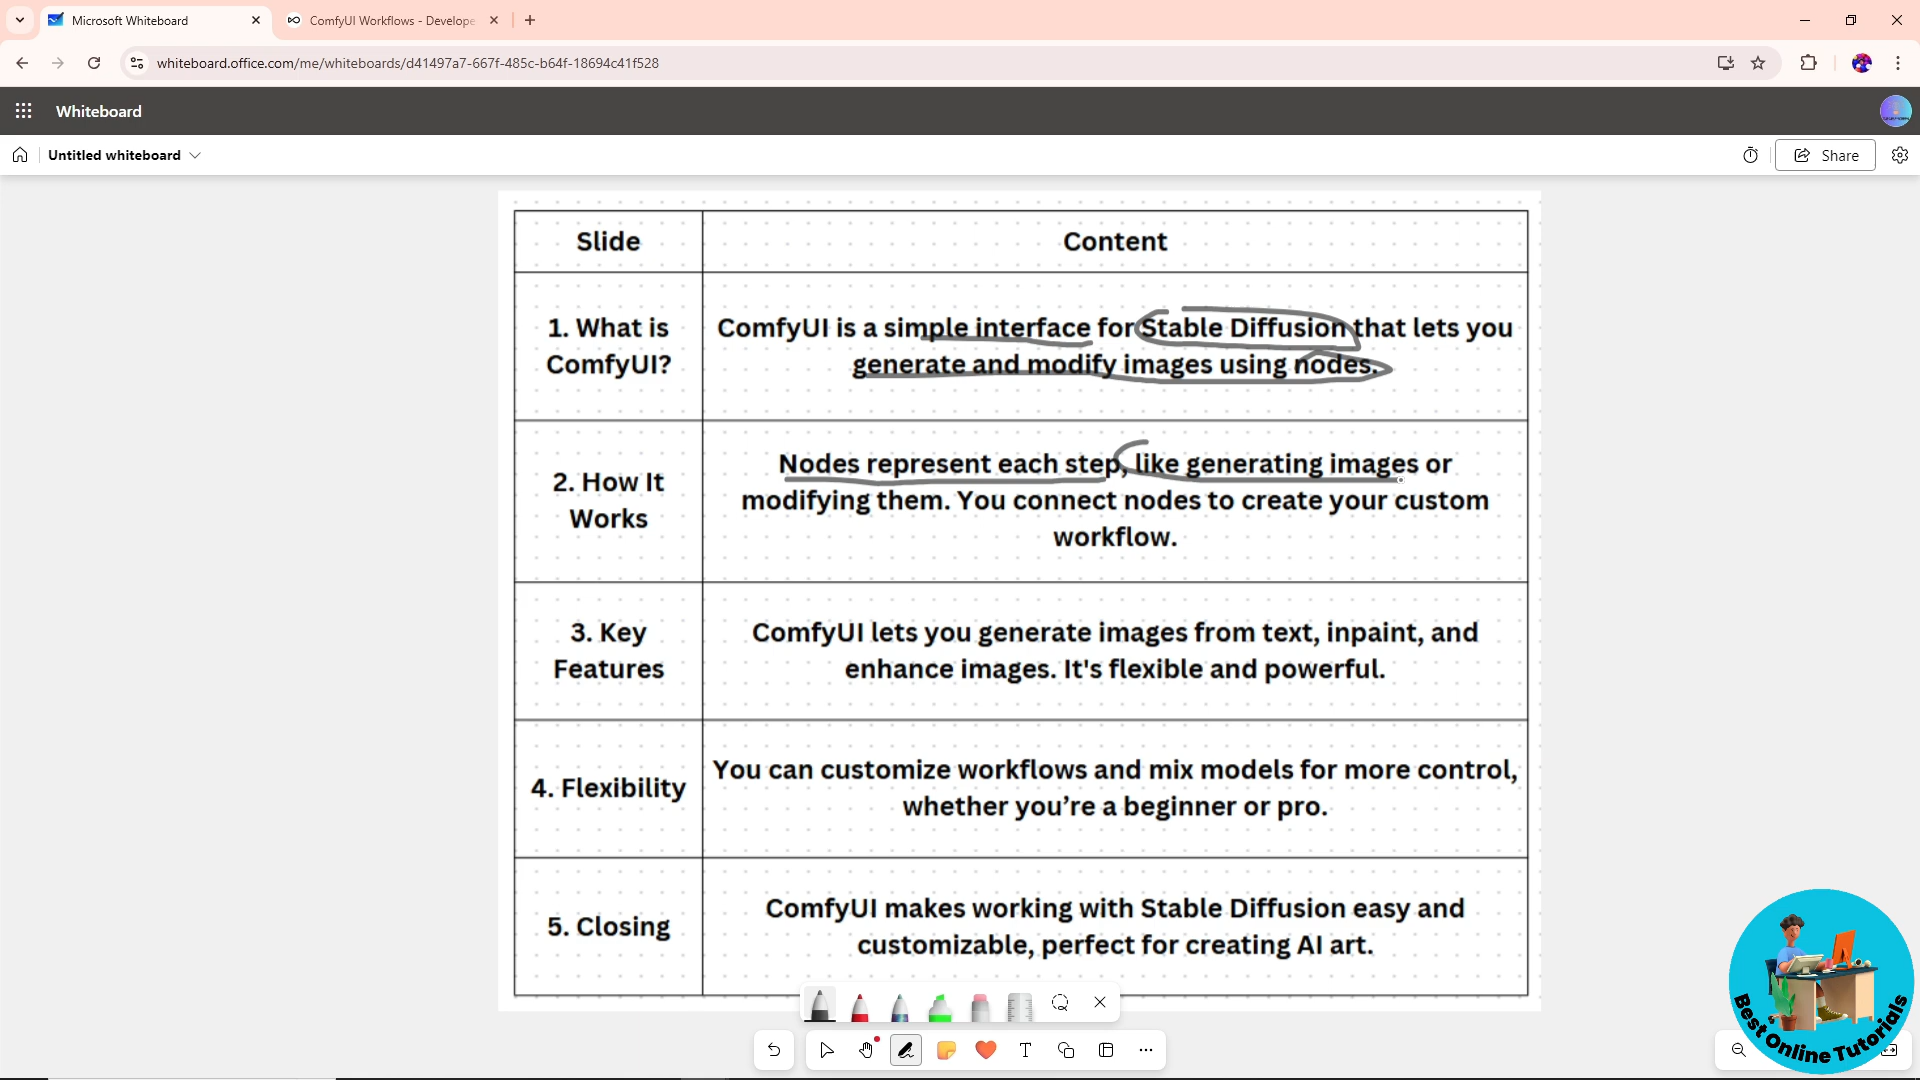 Microsoft Whiteboard
ComfyUI Workflows - Develope
whiteboard.office.com/me/whiteboards/d41497a7-667f-485c-b64f-18694c41f528
Whiteboard
Untitled whiteboard
Share
Slide
Content
1. What is
ComfyUI?
ComfyUI is a simple interface for Stable Diffusion that lets you
generate and modify images using nodes.
2. How It
Works
Nodes represent each step, like generating images or
modifying them. You connect nodes to create your custom
workflow.
3. Key
Features
ComfyUI lets you generate images from text, inpaint, and
enhance images. It's flexible and powerful.
4. Flexibility
You can customize workflows and mix models for more control,
whether you’re a beginner or pro.
5. Closing
ComfyUI makes working with Stable Diffusion easy and
customizable, perfect for creating AI art.
Best Online Tutorials